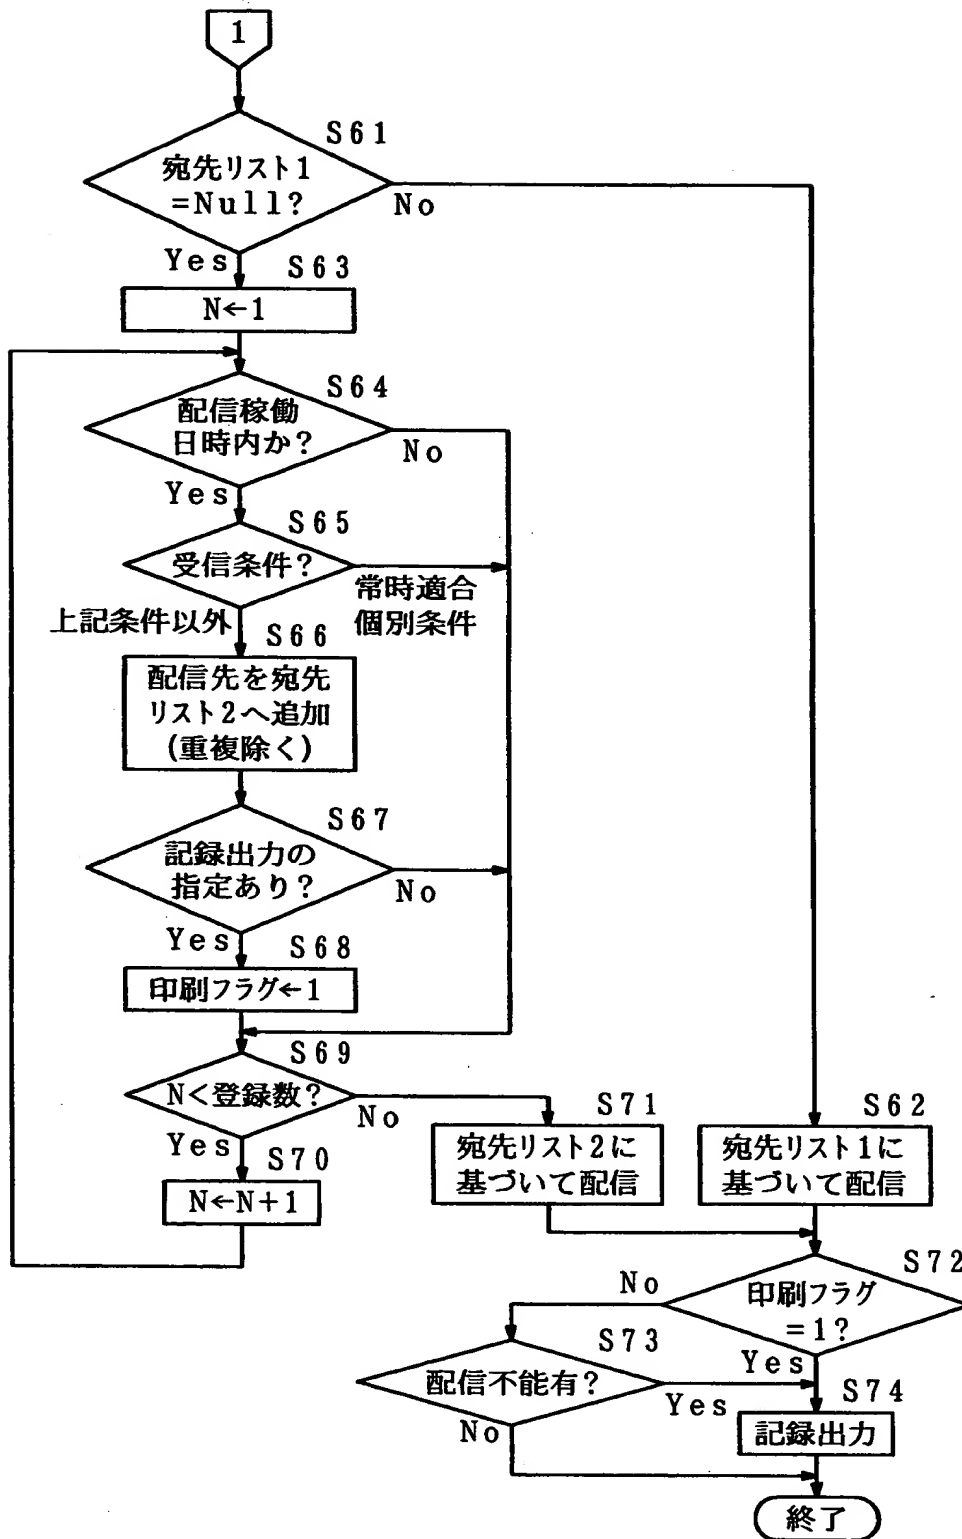 1
S61
宛先リスト1
=Null?
No
Yes
S63
N←1
S64
配信稼働
日時内か?
No
Yes
S65
受信条件?
常時適合
個別条件
上記条件以外
S66
配信先を宛先
リスト2へ追加
(重複除く)
S67
記録出力の
指定あり?
No
Yes
S68
印刷フラグ←1
S69
N<登録数?
No
Yes
S70
N←N+1
S71
宛先リスト2に
基づいて配信
S62
宛先リスト1に
基づいて配信
S72
印刷フラグ
=1?
No
Yes
S73
配信不能有?
Yes
No
S74
記録出力
終了